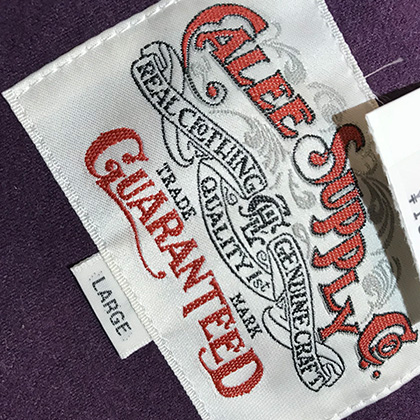 CALEE SUPPLY CO.
REAL CLOTHING & GENUINE CRAFT
QUALITY IS
TRADE MARK
GUARANTEED
LARGE